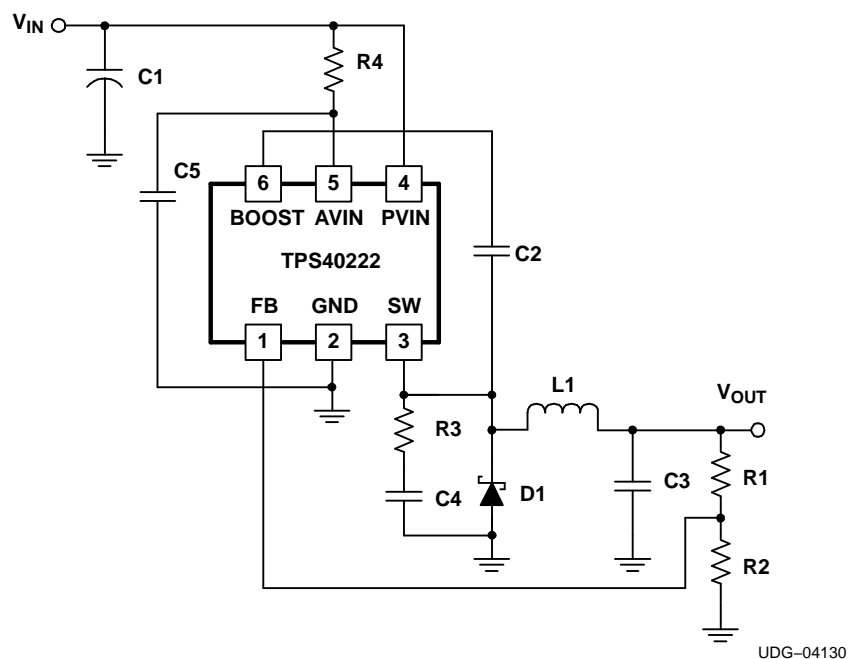 VIN
R4
C1
C5
6 5 4
BOOST AVIN PVIN
TPS40222
C2
FB GND SW
1 2 3
L1
VOUT
R3
C4
D1
C3
R1
R2
UDG–04130